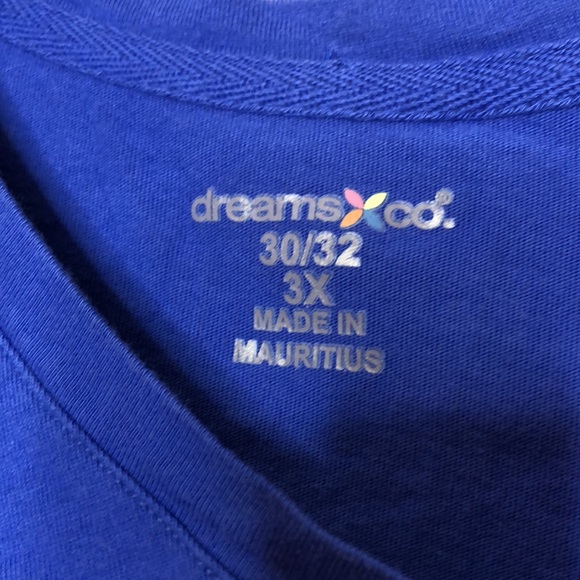 dreams co®.
30/32
3X
MADE IN
MAURITIUS